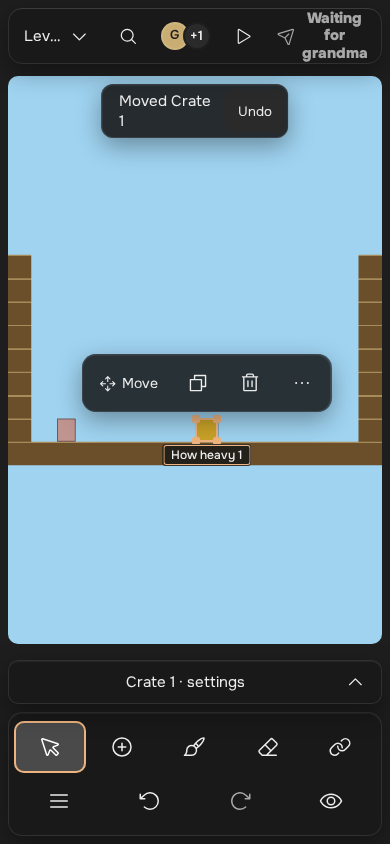 Lev...
G
+1
Waiting
for
grandma
Moved Crate
1
Undo
Move
How heavy 1
Crate 1 · settings